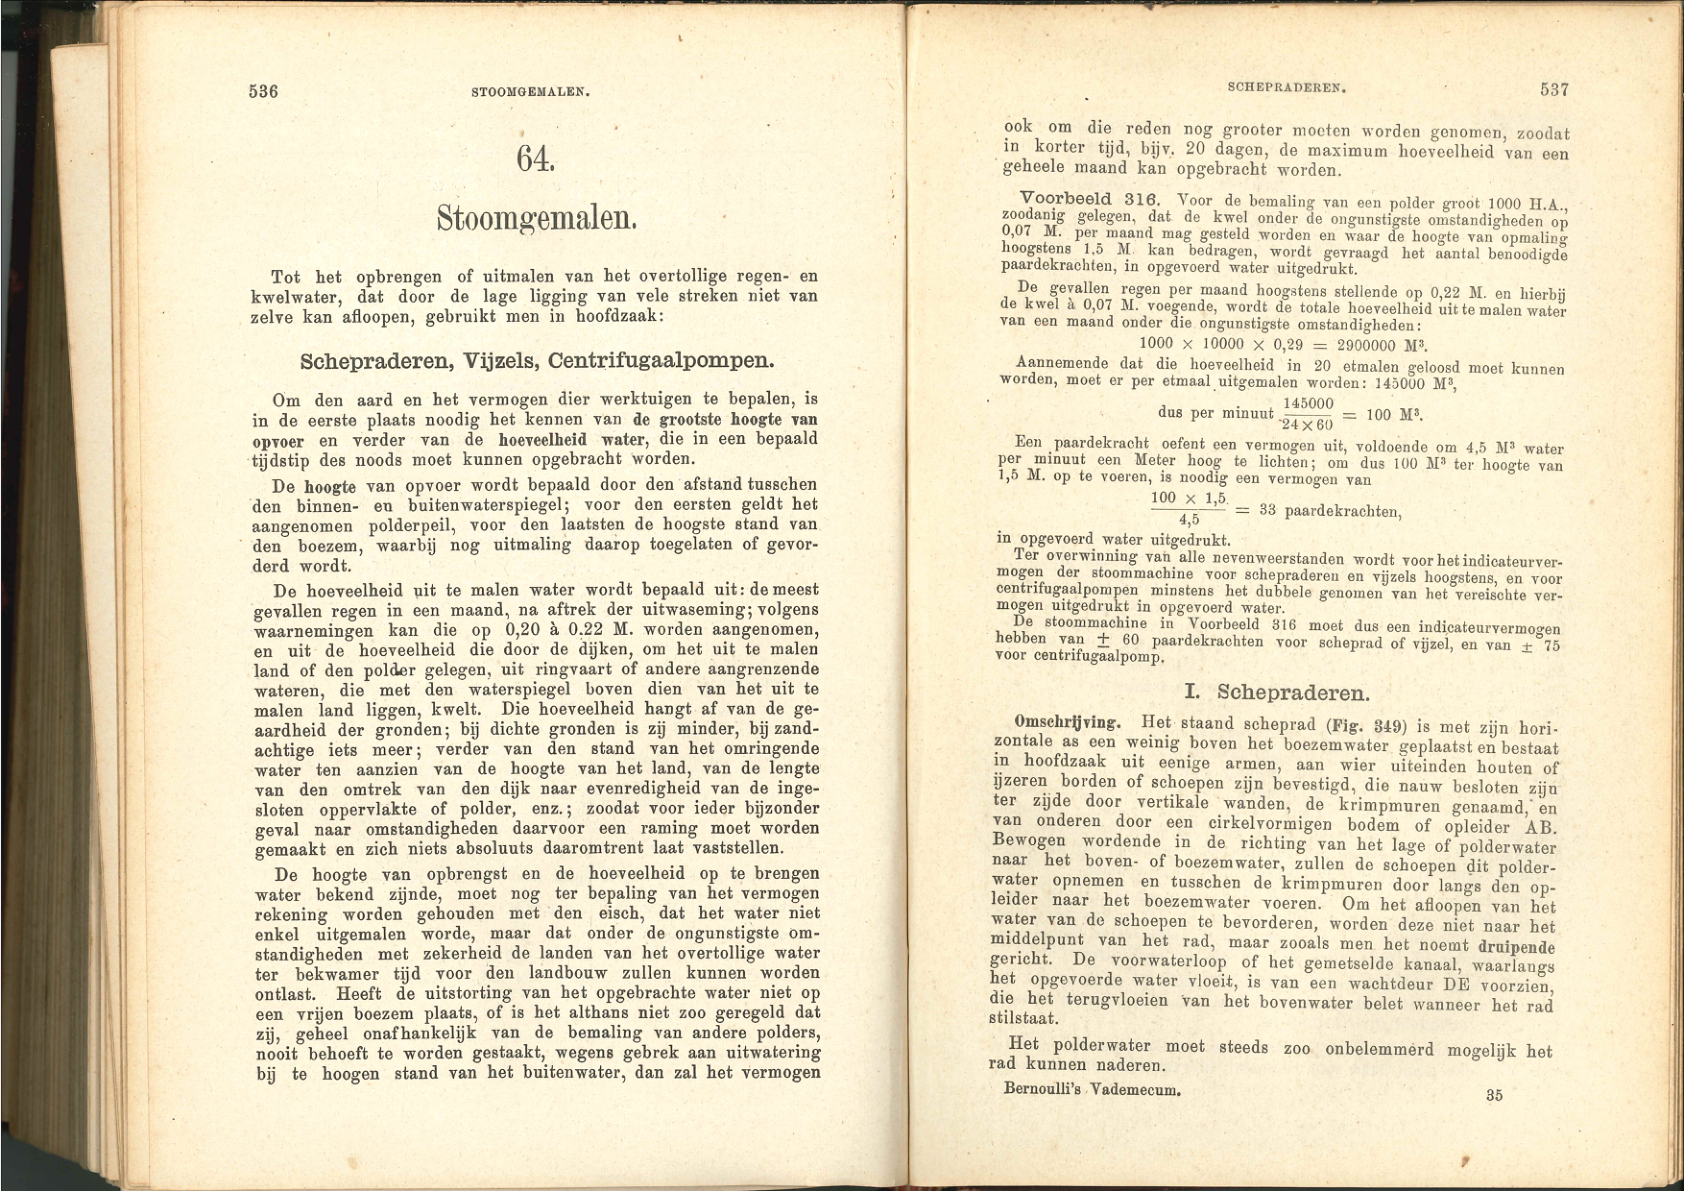 536
STOOMGEMALEN.
64.
Stoomgemalen.
Tot het opbrengen of uitmalen van het overtollige regen- en
kwelwater, dat door de lage ligging van vele streken niet van
zelve kan afloopen, gebruikt men in hoofdzaak:
Schepraderen, Vijzels, Centrifugaalpompen.
Om den aard en het vermogen dier werktuigen te bepalen, is
in de eerste plaats noodig het kennen van de grootste hoogte van
opvoer en verder van de hoeveelheid water, die in een bepaald
tijdstip des noods moet kunnen opgebracht worden.
De hoogte van opvoer wordt bepaald door den afstand tusschen
den binnen- en buitenwaterspiegel; voor den eersten geldt het
aangenomen polderpeil, voor den laatsten de hoogste stand van
den boezem, waarbij nog uitmaling daarop toegelaten of gevor-
derd wordt.
De hoeveelheid uit te malen water wordt bepaald uit: de meest
gevallen regen in een maand, na aftrek der uitwaseming; volgens
waarnemingen kan die op 0,20 à 0.22 M. worden aangenomen,
en uit de hoeveelheid die door de dijken, om het uit te malen
land of den polder gelegen, uit ringvaart of andere aangrenzende
wateren, die met den waterspiegel boven dien van het uit te
malen land liggen, kwelt. Die hoeveelheid hangt af van de ge-
aardheid der gronden; bij dichte gronden is zij minder, bij zand-
achtige iets meer; verder van den stand van het omringende
water ten aanzien van de hoogte van het land, van de lengte
van den omtrek van den dijk naar evenredigheid van de inge-
sloten oppervlakte of polder, enz.; zoodat voor ieder bijzonder
geval naar omstandigheden daarvoor een raming moet worden
gemaakt en zich niets absoluuts daaromtrent laat vaststellen.
De hoogte van opbrengst en de hoeveelheid op te brengen
water bekend zijnde, moet nog ter bepaling van het vermogen
rekening worden gehouden met den eisch, dat het water niet
enkel uitgemalen worde, maar dat onder de ongunstigste om-
standigheden met zekerheid de landen van het overtollige water
ter bekwamer tijd voor den landbouw zullen kunnen worden
ontlast. Heeft de uitstorting van het opgebrachte water niet op
een vrijen boezem plaats, of is het althans niet zoo geregeld dat
zij, geheel onafhankelijk van de bemaling van andere polders,
nooit behoeft te worden gestaakt, wegens gebrek aan uitwatering
bij te hoogen stand van het buitenwater, dan zal het vermogen
SCHEPRADEREN.
537
ook om die reden nog grooter moeten worden genomen, zoodat
in korter tijd, bijv. 20 dagen, de maximum hoeveelheid van een
geheele maand kan opgebracht worden.
Voorbeeld 316. Voor de bemaling van een polder groot 1000 H.A.,
zoodanig gelegen, dat de kwel onder de ongunstigste omstandigheden op
0,07 M. per maand mag gesteld worden en waar de hoogte van opmaling
hoogstens 1,5 M. kan bedragen, wordt gevraagd het aantal benoodigde
paardekrachten, in opgevoerd water uitgedrukt.
De gevallen regen per maand hoogstens stellende op 0,22 M. en hierbij
de kwel à 0,07 M. voegende, wordt de totale hoeveelheid uit te malen water
van een maand onder die ongunstigste omstandigheden:
1000 × 10000 × 0,29 = 2900000 M³.
Aannemende dat die hoeveelheid in 20 etmalen geloosd moet kunnen
worden, moet er per etmaal uitgemalen worden: 145000 M³,
dus per minuut 145000 / 24 × 60 = 100 M³.
Een paardekracht oefent een vermogen uit, voldoende om 4,5 M³ water
per minuut een Meter hoog te lichten; om dus 100 M³ ter hoogte van
1,5 M. op te voeren, is noodig een vermogen van
100 × 1,5 / 4,5 = 33 paardekrachten,
in opgevoerd water uitgedrukt.
Ter overwinning van alle nevenweerstanden wordt voor het indicateurver-
mogen der stoommachine voor schepraderen en vijzels hoogstens, en voor
centrifugaalpompen minstens het dubbele genomen van het vereischte ver-
mogen uitgedrukt in opgevoerd water.
De stoommachine in Voorbeeld 316 moet dus een indicateurvermogen
hebben van ± 60 paardekrachten voor scheprad of vijzel, en van ± 75
voor centrifugaalpomp.
I. Schepraderen.
Omschrijving. Het staand scheprad (Fig. 349) is met zijn hori-
zontale as een weinig boven het boezemwater geplaatst en bestaat
in hoofdzaak uit eenige armen, aan wier uiteinden houten of
ijzeren borden of schoepen zijn bevestigd, die nauw besloten zijn
ter zijde door vertikale wanden, de krimpmuren genaamd, en
van onderen door een cirkelvormigen bodem of opleider AB.
Bewogen wordende in de richting van het lage of polderwater
naar het boven- of boezemwater, zullen de schoepen dit polder-
water opnemen en tusschen de krimpmuren door langs den op-
leider naar het boezemwater voeren. Om het afloopen van het
water van de schoepen te bevorderen, worden deze niet naar het
middelpunt van het rad, maar zooals men het noemt druipende
gericht. De voorwaterloop of het gemetselde kanaal, waarlangs
het opgevoerde water vloeit, is van een wachtdeur DE voorzien,
die het terugvloeien van het bovenwater belet wanneer het rad
stilstaat.
Het polderwater moet steeds zoo onbelemmerd mogelijk het
rad kunnen naderen.
Bernoulli's Vademecum.
35